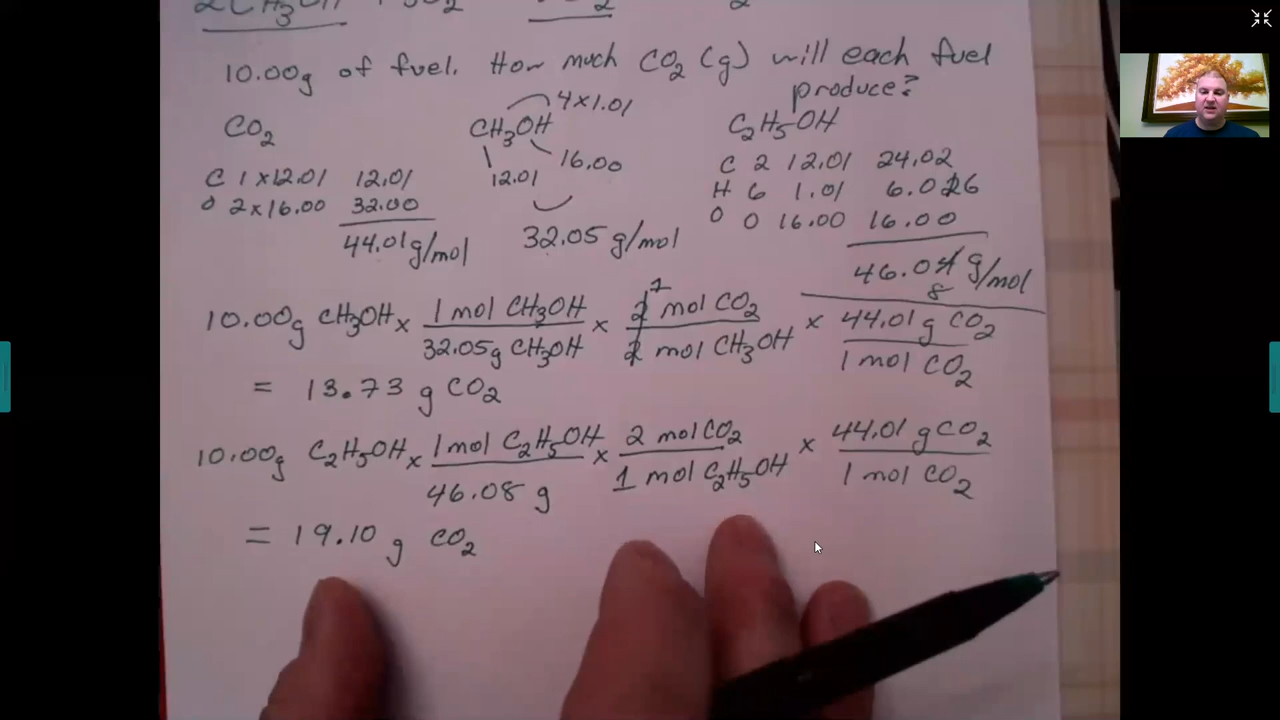 2CH3OH
10.00g of fuel. How much CO2 (g) will each fuel
produce?
CO2
C 1 x 12.01 12.01
O 2 x 16.00 32.00
44.01 g/mol
CH3OH
4 x 1.01
16.00
12.01
32.05 g/mol
C2H5OH
C 2 12.01 24.02
H 6 1.01 6.06
O 0 16.00 16.00
46.08 g/mol
10.00g CH3OH x 1 mol CH3OH / 32.05g CH3OH x 2 1 mol CO2 / 2 mol CH3OH x 44.01 g CO2 / 1 mol CO2
= 13.73 g CO2
10.00g C2H5OH x 1 mol C2H5OH / 46.08 g x 2 mol CO2 / 1 mol C2H5OH x 44.01 g CO2 / 1 mol CO2
= 19.10 g CO2